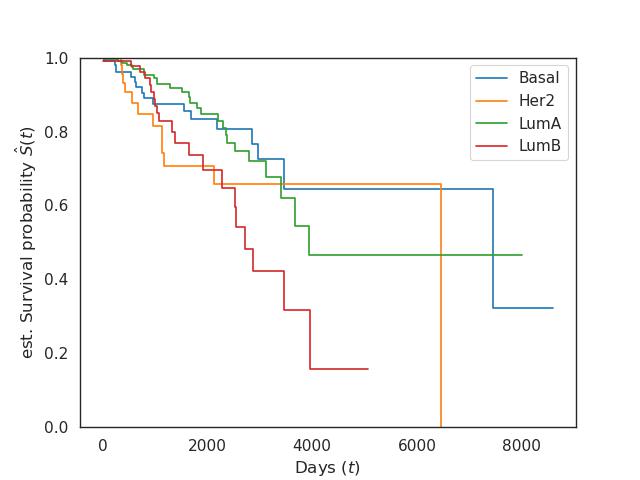 est. Survival probability Ŝ(t)
1.0
0.8
0.6
0.4
0.2
0.0
Basal
Her2
LumA
LumB
0 2000 4000 6000 8000
Days (t)